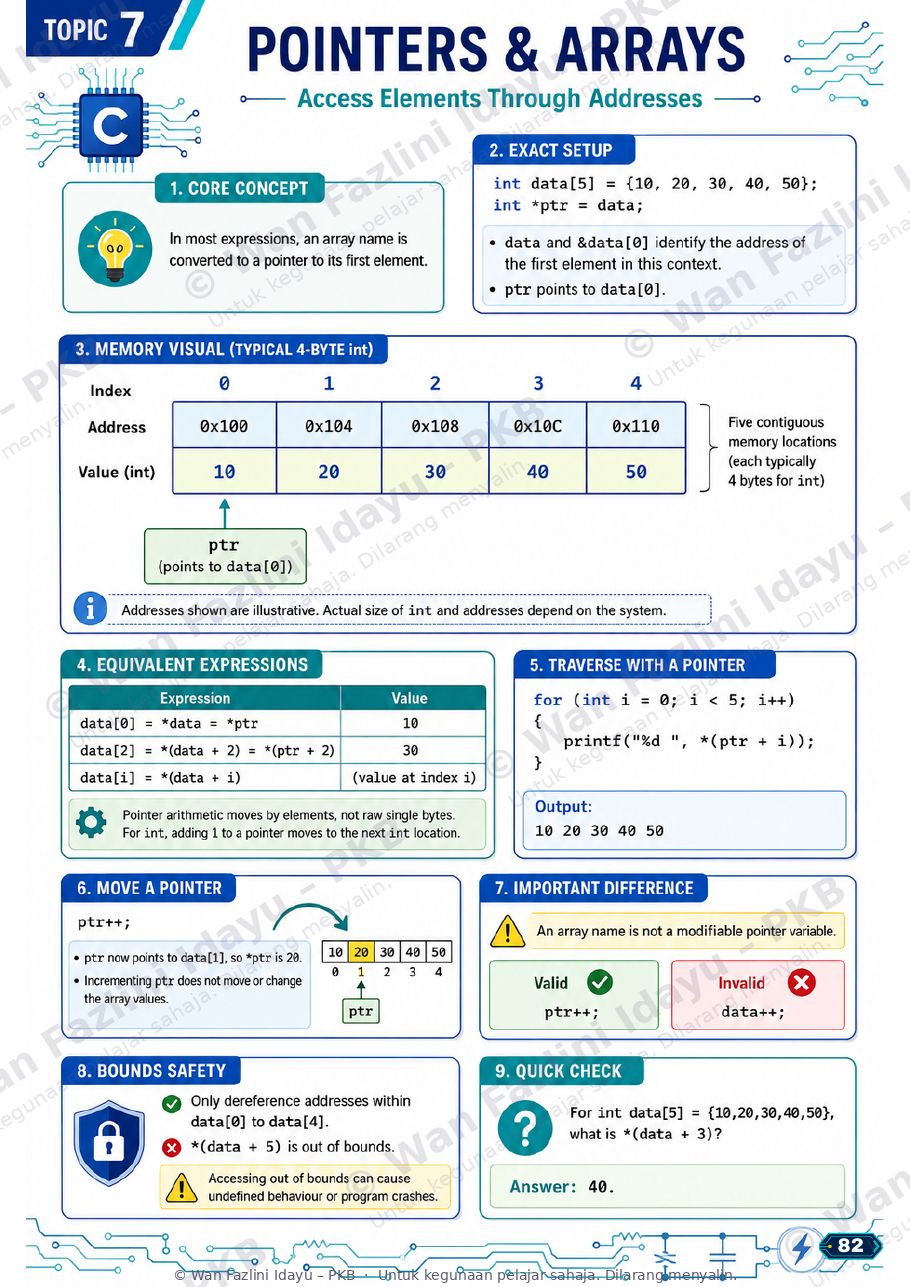 TOPIC 7
POINTERS & ARRAYS
Access Elements Through Addresses
C
1. CORE CONCEPT
In most expressions, an array name is
converted to a pointer to its first element.
2. EXACT SETUP
int data[5] = {10, 20, 30, 40, 50};
int *ptr = data;
• data and &data[0] identify the address of
the first element in this context.
• ptr points to data[0].
3. MEMORY VISUAL (TYPICAL 4-BYTE int)
Index 0 1 2 3 4
Address 0x100 0x104 0x108 0x10C 0x110
Value (int) 10 20 30 40 50
Five contiguous
memory locations
(each typically
4 bytes for int)
ptr
(points to data[0])
i Addresses shown are illustrative. Actual size of int and addresses depend on the system.
4. EQUIVALENT EXPRESSIONS
Expression Value
data[0] = *data = *ptr 10
data[2] = *(data + 2) = *(ptr + 2) 30
data[i] = *(data + i) (value at index i)
Pointer arithmetic moves by elements, not raw single bytes.
For int, adding 1 to a pointer moves to the next int location.
5. TRAVERSE WITH A POINTER
for (int i = 0; i < 5; i++)
{
printf("%d ", *(ptr + i));
}
Output:
10 20 30 40 50
6. MOVE A POINTER
ptr++;
• ptr now points to data[1], so *ptr is 20.
• Incrementing ptr does not move or change
the array values.
10 20 30 40 50
0 1 2 3 4
ptr
7. IMPORTANT DIFFERENCE
! An array name is not a modifiable pointer variable.
Valid
ptr++;
Invalid
data++;
8. BOUNDS SAFETY
Only dereference addresses within
data[0] to data[4].
*(data + 5) is out of bounds.
! Accessing out of bounds can cause
undefined behaviour or program crashes.
9. QUICK CHECK
? For int data[5] = {10,20,30,40,50},
what is *(data + 3)?
Answer: 40.
82
© Wan Fazlini Idayu – PKB · Untuk kegunaan pelajar sahaja. Dilarang menyalin.
© Wan Fazlini Idayu – PKB
Untuk kegunaan pelajar sahaja. Dilarang menyalin.